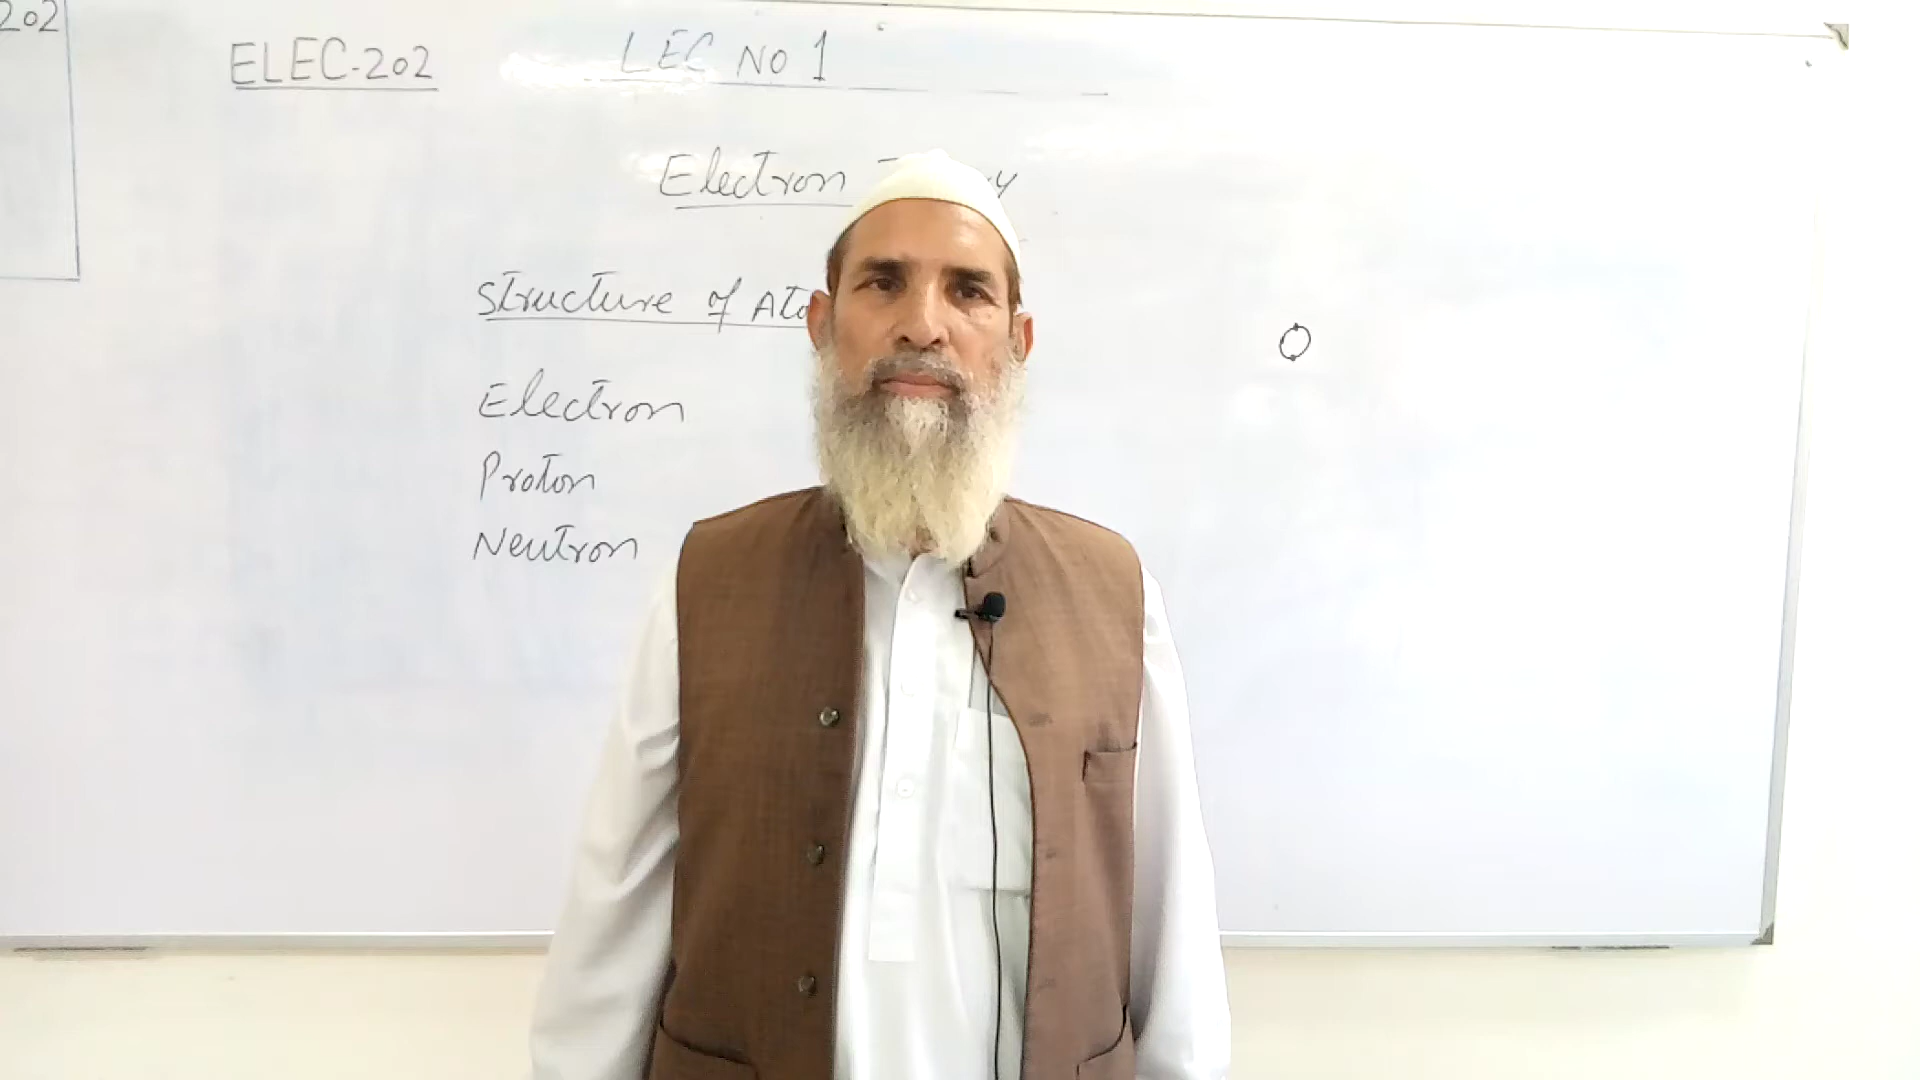 202
ELEC-202 LEC NO 1
Electron
Structure of
Electron
Proton
Neutron